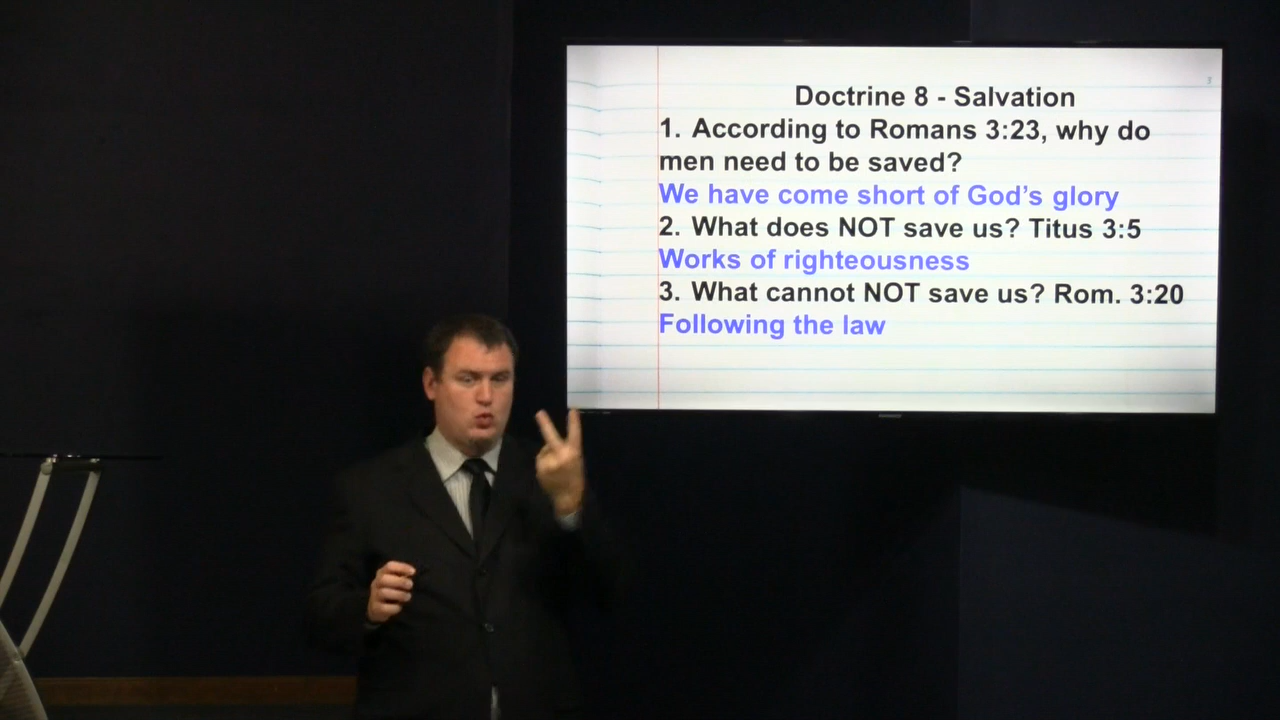 Doctrine 8 - Salvation
1. According to Romans 3:23, why do
men need to be saved?
We have come short of God’s glory
2. What does NOT save us? Titus 3:5
Works of righteousness
3. What cannot NOT save us? Rom. 3:20
Following the law